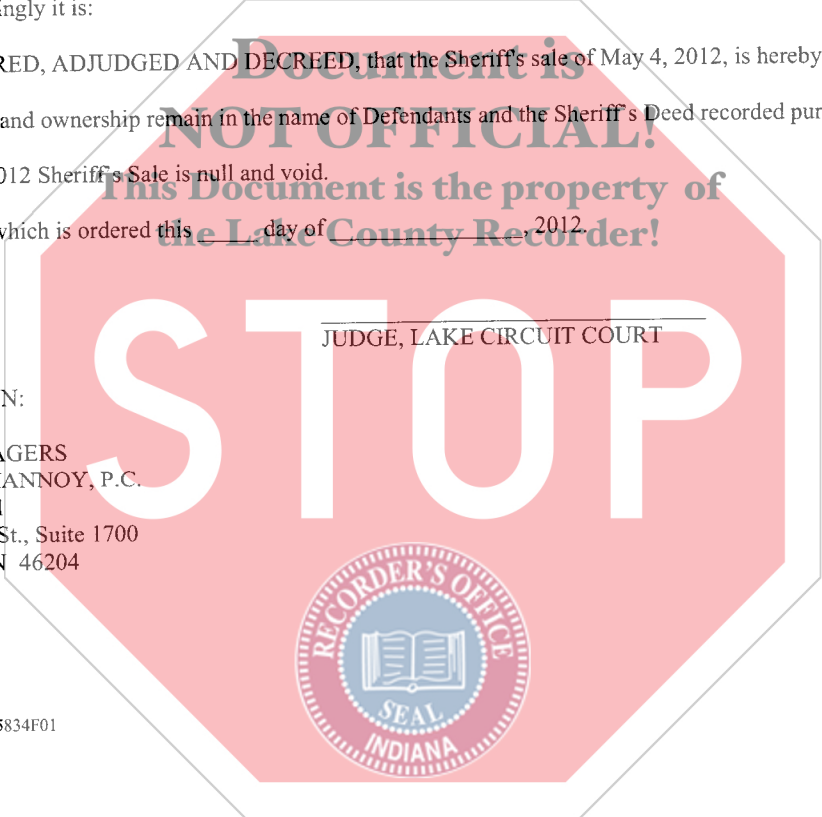 ngly it is:
RED, ADJUDGED AND DECREED, that the Sheriff's sale of May 4, 2012, is hereby
and ownership remain in the name of Defendants and the Sheriff's Deed recorded pur
012 Sheriff's Sale is null and void.
which is ordered this _____ day of ________________, 2012.
Document is
NOT OFFICIAL!
This Document is the property of
the Lake County Recorder!
STOP
JUDGE, LAKE CIRCUIT COURT
N:
AGERS
ANNOY, P.C.
St., Suite 1700
N 46204
5834F01
RECORDER'S OFFICE
SEAL
INDIANA